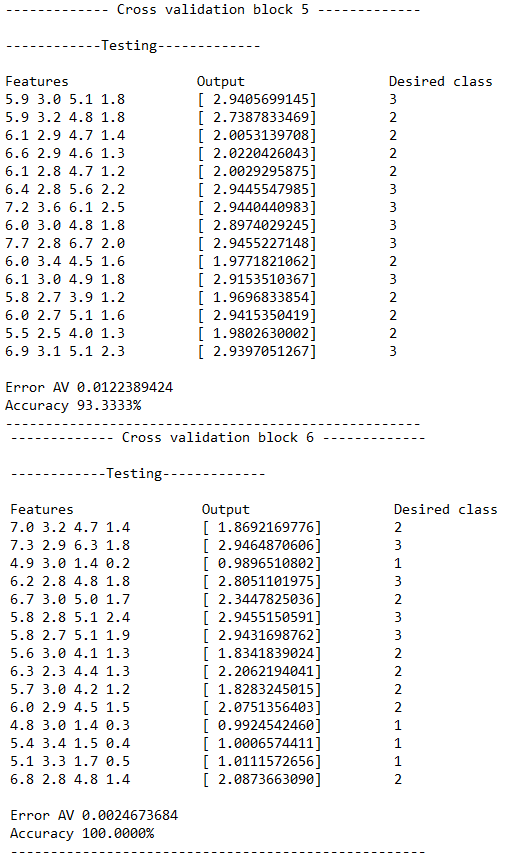 ------------- Cross validation block 5 -------------
------------Testing-------------
Features Output Desired class
5.9 3.0 5.1 1.8 [ 2.9405699145] 3
5.9 3.2 4.8 1.8 [ 2.7387833469] 2
6.1 2.9 4.7 1.4 [ 2.0053139708] 2
6.6 2.9 4.6 1.3 [ 2.0220426043] 2
6.1 2.8 4.7 1.2 [ 2.0029295875] 2
6.4 2.8 5.6 2.2 [ 2.9445547985] 3
7.2 3.6 6.1 2.5 [ 2.9440440983] 3
6.0 3.0 4.8 1.8 [ 2.8974029245] 3
7.7 2.8 6.7 2.0 [ 2.9455227148] 3
6.0 3.4 4.5 1.6 [ 1.9771821062] 2
6.1 3.0 4.9 1.8 [ 2.9153510367] 3
5.8 2.7 3.9 1.2 [ 1.9696833854] 2
6.0 2.7 5.1 1.6 [ 2.9415350419] 2
5.5 2.5 4.0 1.3 [ 1.9802630002] 2
6.9 3.1 5.1 2.3 [ 2.9397051267] 3
Error AV 0.0122389424
Accuracy 93.3333%
----------------------------------------------------
------------- Cross validation block 6 -------------
------------Testing-------------
Features Output Desired class
7.0 3.2 4.7 1.4 [ 1.8692169776] 2
7.3 2.9 6.3 1.8 [ 2.9464870606] 3
4.9 3.0 1.4 0.2 [ 0.9896510802] 1
6.2 2.8 4.8 1.8 [ 2.8051101975] 3
6.7 3.0 5.0 1.7 [ 2.3447825036] 2
5.8 2.8 5.1 2.4 [ 2.9455150591] 3
5.8 2.7 5.1 1.9 [ 2.9431698762] 3
5.6 3.0 4.1 1.3 [ 1.8341839024] 2
6.3 2.3 4.4 1.3 [ 2.2062194041] 2
5.7 3.0 4.2 1.2 [ 1.8283245015] 2
6.0 2.9 4.5 1.5 [ 2.0751356403] 2
4.8 3.0 1.4 0.3 [ 0.9924542460] 1
5.4 3.4 1.5 0.4 [ 1.0006574411] 1
5.1 3.3 1.7 0.5 [ 1.0111572656] 1
6.8 2.8 4.8 1.4 [ 2.0873663090] 2
Error AV 0.0024673684
Accuracy 100.0000%
----------------------------------------------------